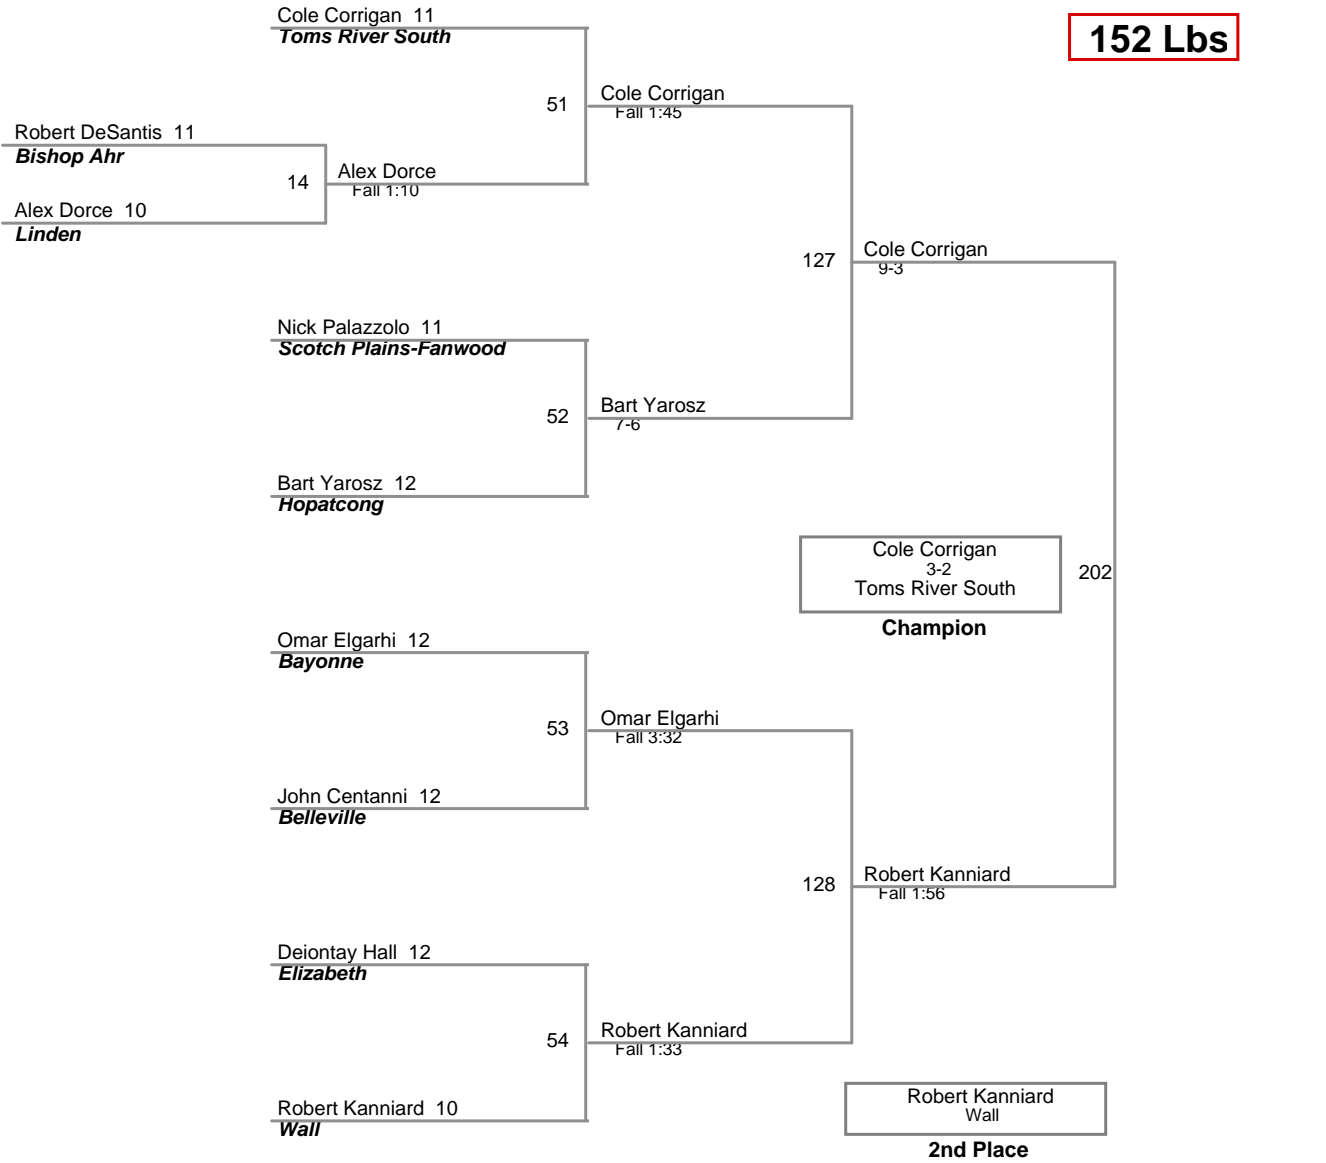 Cole Corrigan 11
Toms River South
152 Lbs
51
Cole Corrigan
Fall 1:45
Robert DeSantis 11
Bishop Ahr
14
Alex Dorce
Fall 1:10
Alex Dorce 10
Linden
127
Cole Corrigan
9-3
Nick Palazzolo 11
Scotch Plains-Fanwood
52
Bart Yarosz
7-6
Bart Yarosz 12
Hopatcong
Cole Corrigan
3-2
Toms River South
202
Champion
Omar Elgarhi 12
Bayonne
53
Omar Elgarhi
Fall 3:32
John Centanni 12
Belleville
128
Robert Kanniard
Fall 1:56
Deiontay Hall 12
Elizabeth
54
Robert Kanniard
Fall 1:33
Robert Kanniard 10
Wall
Robert Kanniard
Wall
2nd Place